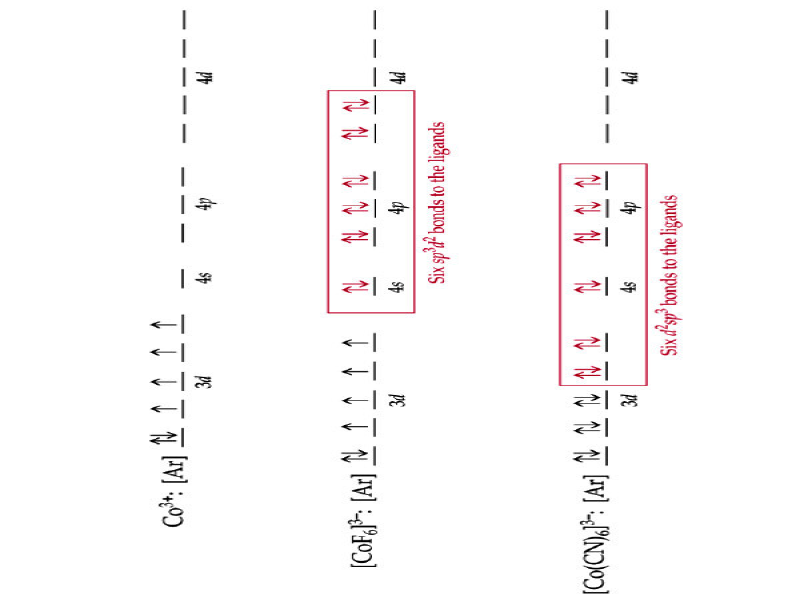 Co³⁺: [Ar]
3d 4s 4p 4d
[CoF₆]³⁻: [Ar]
3d 4s 4p 4d
Six sp³d² bonds to the ligands
[Co(CN)₆]³⁻: [Ar]
3d 4s 4p 4d
Six d²sp³ bonds to the ligands